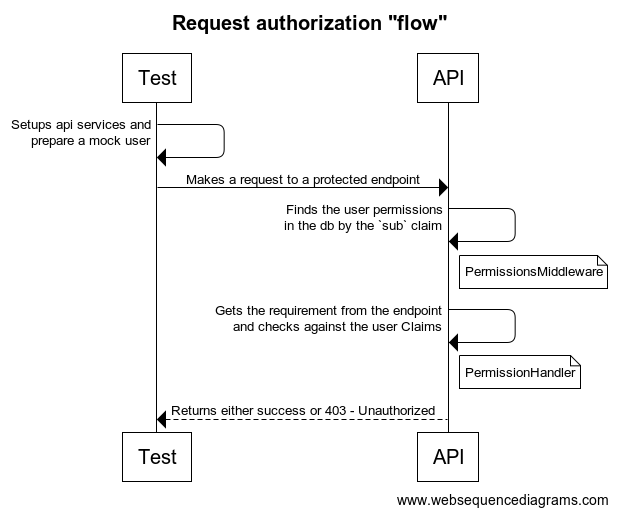 Request authorization "flow"
Test
API
Setups api services and
prepare a mock user
Makes a request to a protected endpoint
Finds the user permissions
in the db by the `sub` claim
PermissionsMiddleware
Gets the requirement from the endpoint
and checks against the user Claims
PermissionHandler
Returns either success or 403 - Unauthorized
Test
API
www.websequencediagrams.com